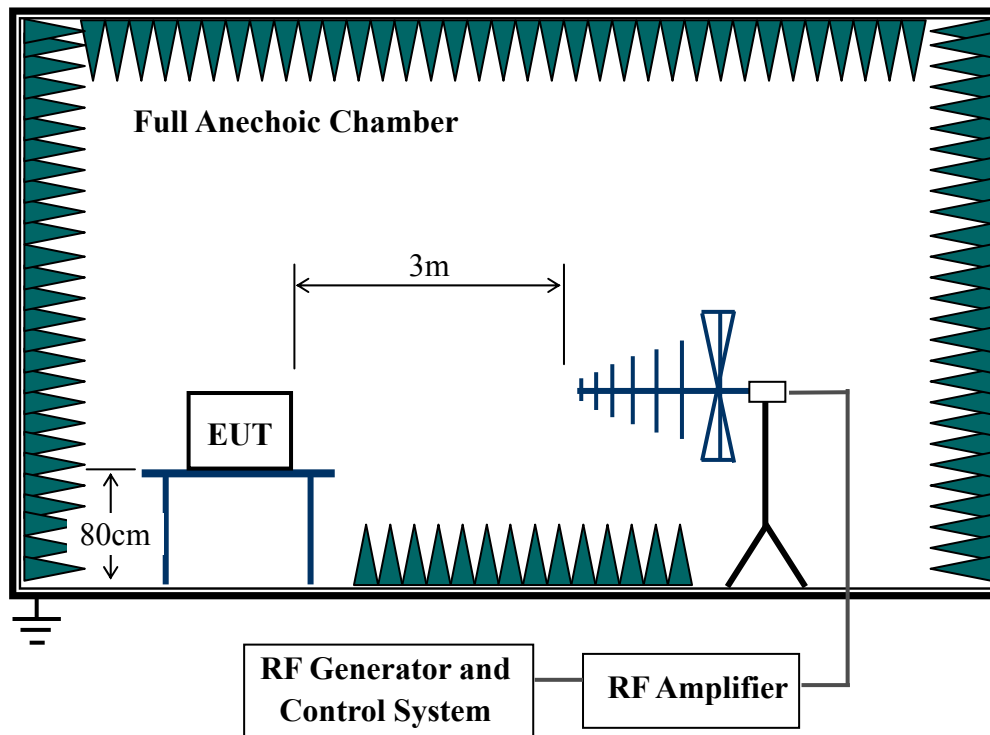 Full Anechoic Chamber
3m
EUT
80cm
RF Generator and
Control System
RF Amplifier